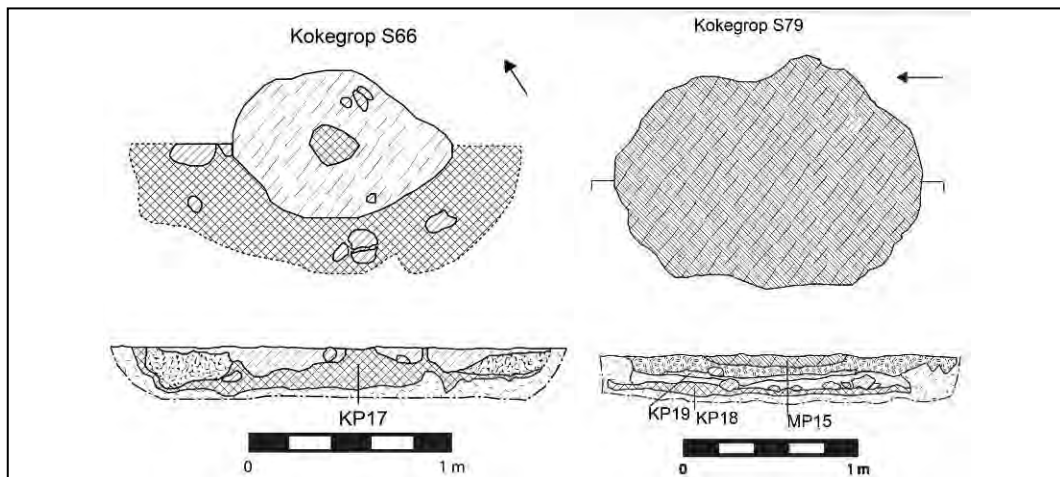 Kokegrop S66
Kokegrop S79
KP17
KP19 KP18 MP15
0 1 m
0 1 m